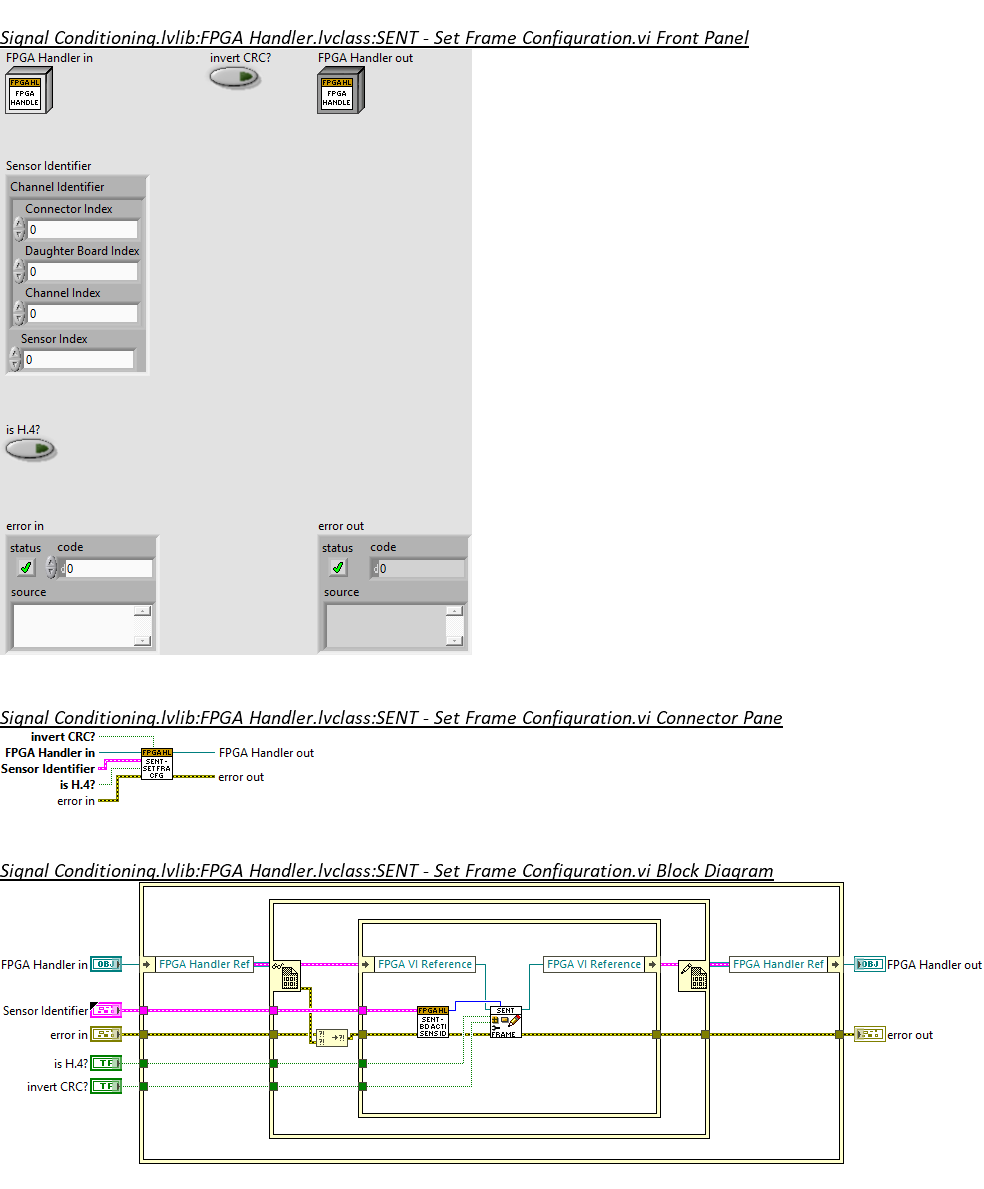 Signal Conditioning.lvlib:FPGA Handler.lvclass:SENT - Set Frame Configuration.vi Front Panel
FPGA Handler in
invert CRC?
FPGA Handler out
FPGAHL
FPGA
HANDLE
FPGAHL
FPGA
HANDLE
Sensor Identifier
Channel Identifier
Connector Index
0
Daughter Board Index
0
Channel Index
0
Sensor Index
0
is H.4?
error in
error out
status code
d0
status code
d0
source
source
Signal Conditioning.lvlib:FPGA Handler.lvclass:SENT - Set Frame Configuration.vi Connector Pane
invert CRC?
FPGA Handler in
Sensor Identifier
is H.4?
error in
FPGAHL
SENT-
SETFRA
CFG
FPGA Handler out
error out
Signal Conditioning.lvlib:FPGA Handler.lvclass:SENT - Set Frame Configuration.vi Block Diagram
FPGA Handler in
OBJ
FPGA Handler Ref
FPGA VI Reference
FPGA VI Reference
FPGA Handler Ref
OBJ
FPGA Handler out
Sensor Identifier
FPGAHL
SENT-
BD ACTI
SENS ID
SENT
FRAME
error in
?!
?!
→?!
error out
is H.4?
TF
invert CRC?
TF